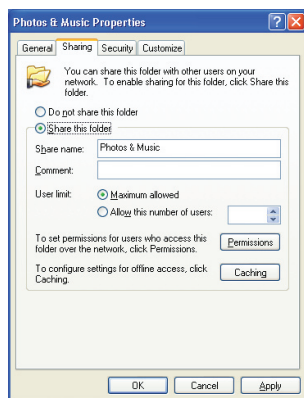 Photos & Music Properties
General Sharing Security Customize
You can share this folder with other users on your
network. To enable sharing for this folder, click Share this
folder.
Do not share this folder
Share this folder
Share name: Photos & Music
Comment:
User limit: Maximum allowed
Allow this number of users:
To set permissions for users who access this
folder over the network, click Permissions.
Permissions
To configure settings for offline access, click
Caching.
Caching
OK Cancel Apply